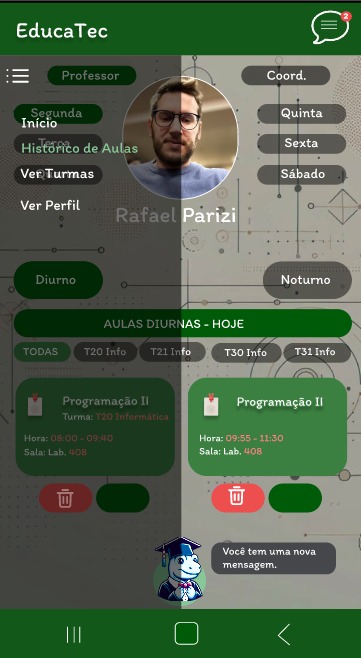 EducaTec
2
Professor
Coord.
Segunda
Quinta
Início
Terça
Sexta
Histórico de Aulas
Ver Turmas
Sábado
Ver Perfil
Rafael Parizi
Diurno
Noturno
AULAS DIURNAS - HOJE
TODAS
T20 Info
T21 Info
T30 Info
T31 Info
Programação II
Turma: T20 Informática
Hora: 08:00 - 09:40
Sala: Lab. 408
Programação II
Hora: 09:55 - 11:30
Sala: Lab. 408
Você tem uma nova
mensagem.